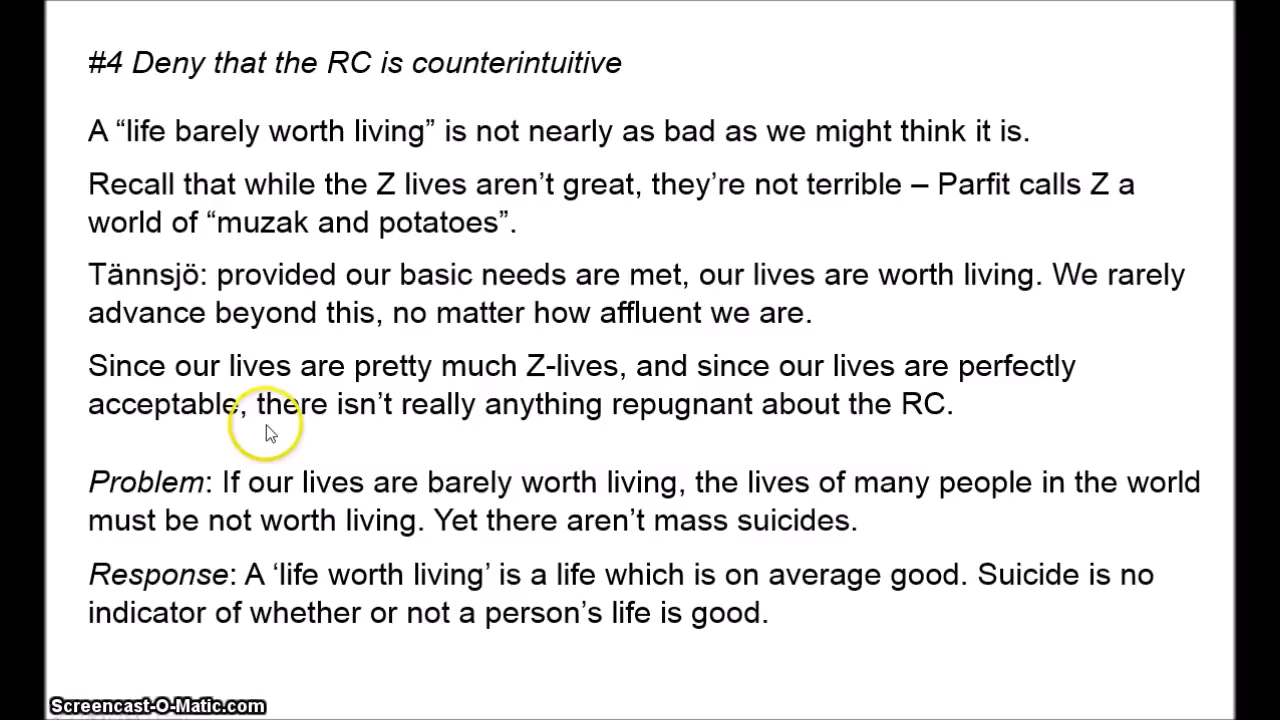 #4 Deny that the RC is counterintuitive
A “life barely worth living” is not nearly as bad as we might think it is.
Recall that while the Z lives aren’t great, they’re not terrible – Parfit calls Z a
world of “muzak and potatoes”.
Tännsjö: provided our basic needs are met, our lives are worth living. We rarely
advance beyond this, no matter how affluent we are.
Since our lives are pretty much Z-lives, and since our lives are perfectly
acceptable, there isn’t really anything repugnant about the RC.
Problem: If our lives are barely worth living, the lives of many people in the world
must be not worth living. Yet there aren’t mass suicides.
Response: A ‘life worth living’ is a life which is on average good. Suicide is no
indicator of whether or not a person’s life is good.
Screencast-O-Matic.com